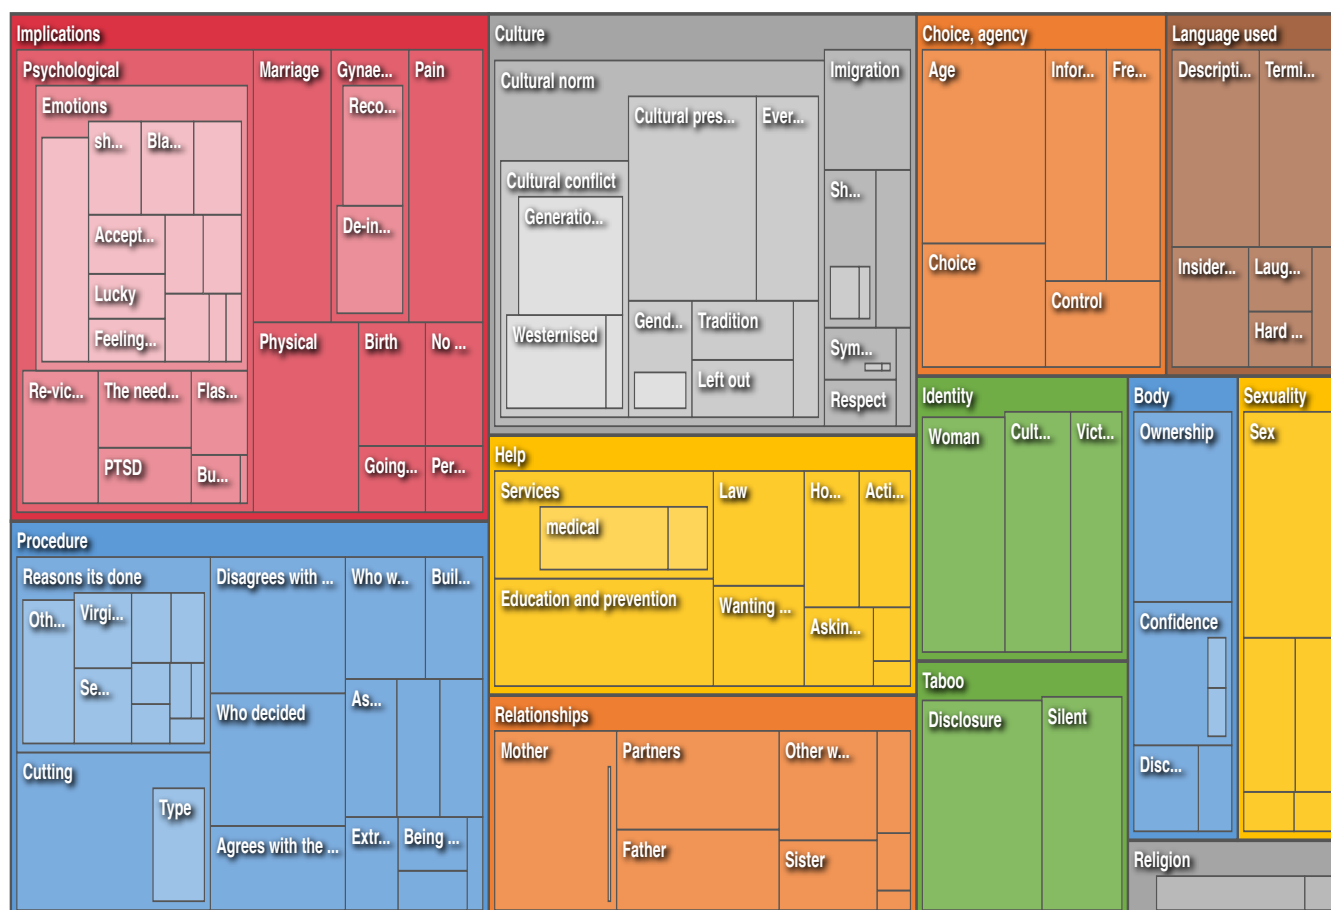 Implications
Psychological
Emotions
sh...
Bla...
Accept...
Lucky
Feeling...
Re-vic...
The need...
Flas...
PTSD
Bu...
Marriage
Gynae...
Reco...
De-in...
Pain
Physical
Birth
No ...
Going...
Per...
Procedure
Reasons its done
Oth...
Virgi...
Se...
Cutting
Type
Disagrees with ...
Who decided
Agrees with the ...
Who w...
Buil...
As...
Extr...
Being ...
Culture
Cultural norm
Cultural conflict
Generatio...
Westernised
Cultural pres...
Ever...
Gend...
Tradition
Left out
Imigration
Sh...
Sym...
Respect
Help
Services
medical
Education and prevention
Law
Wanting ...
Ho...
Acti...
Askin...
Relationships
Mother
Partners
Father
Other w...
Sister
Choice, agency
Age
Choice
Infor...
Fre...
Control
Language used
Descripti...
Termi...
Insider...
Laug...
Hard ...
Identity
Woman
Cult...
Vict...
Taboo
Disclosure
Silent
Body
Ownership
Confidence
Disc...
Sexuality
Sex
Religion